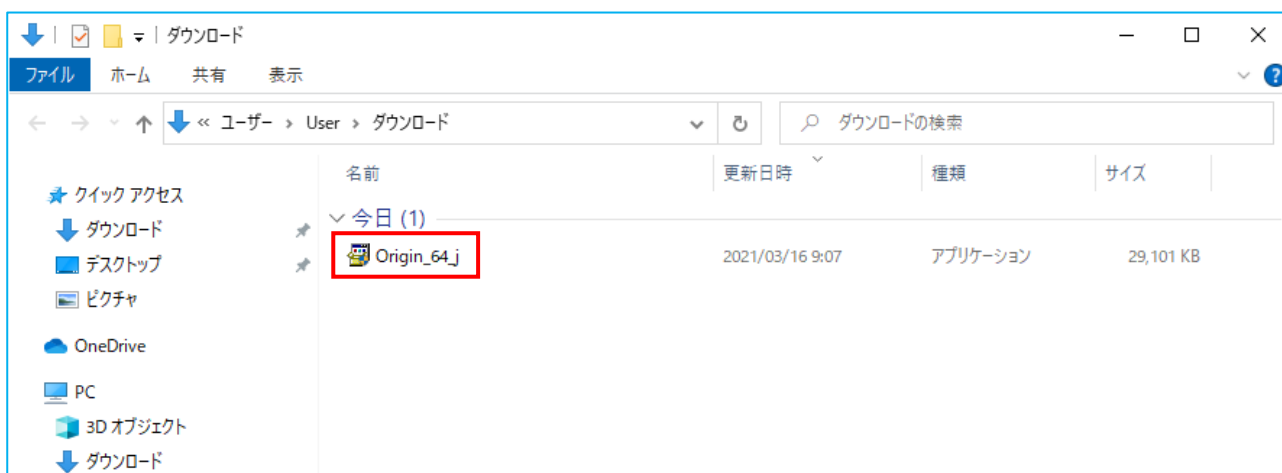 ダウンロード
ファイル ホーム 共有 表示
« ユーザー › User › ダウンロード ダウンロードの検索
名前 更新日時 種類 サイズ
クイック アクセス
今日 (1)
ダウンロード
Origin_64_j 2021/03/16 9:07 アプリケーション 29,101 KB
デスクトップ
ピクチャ
OneDrive
PC
3D オブジェクト
ダウンロード